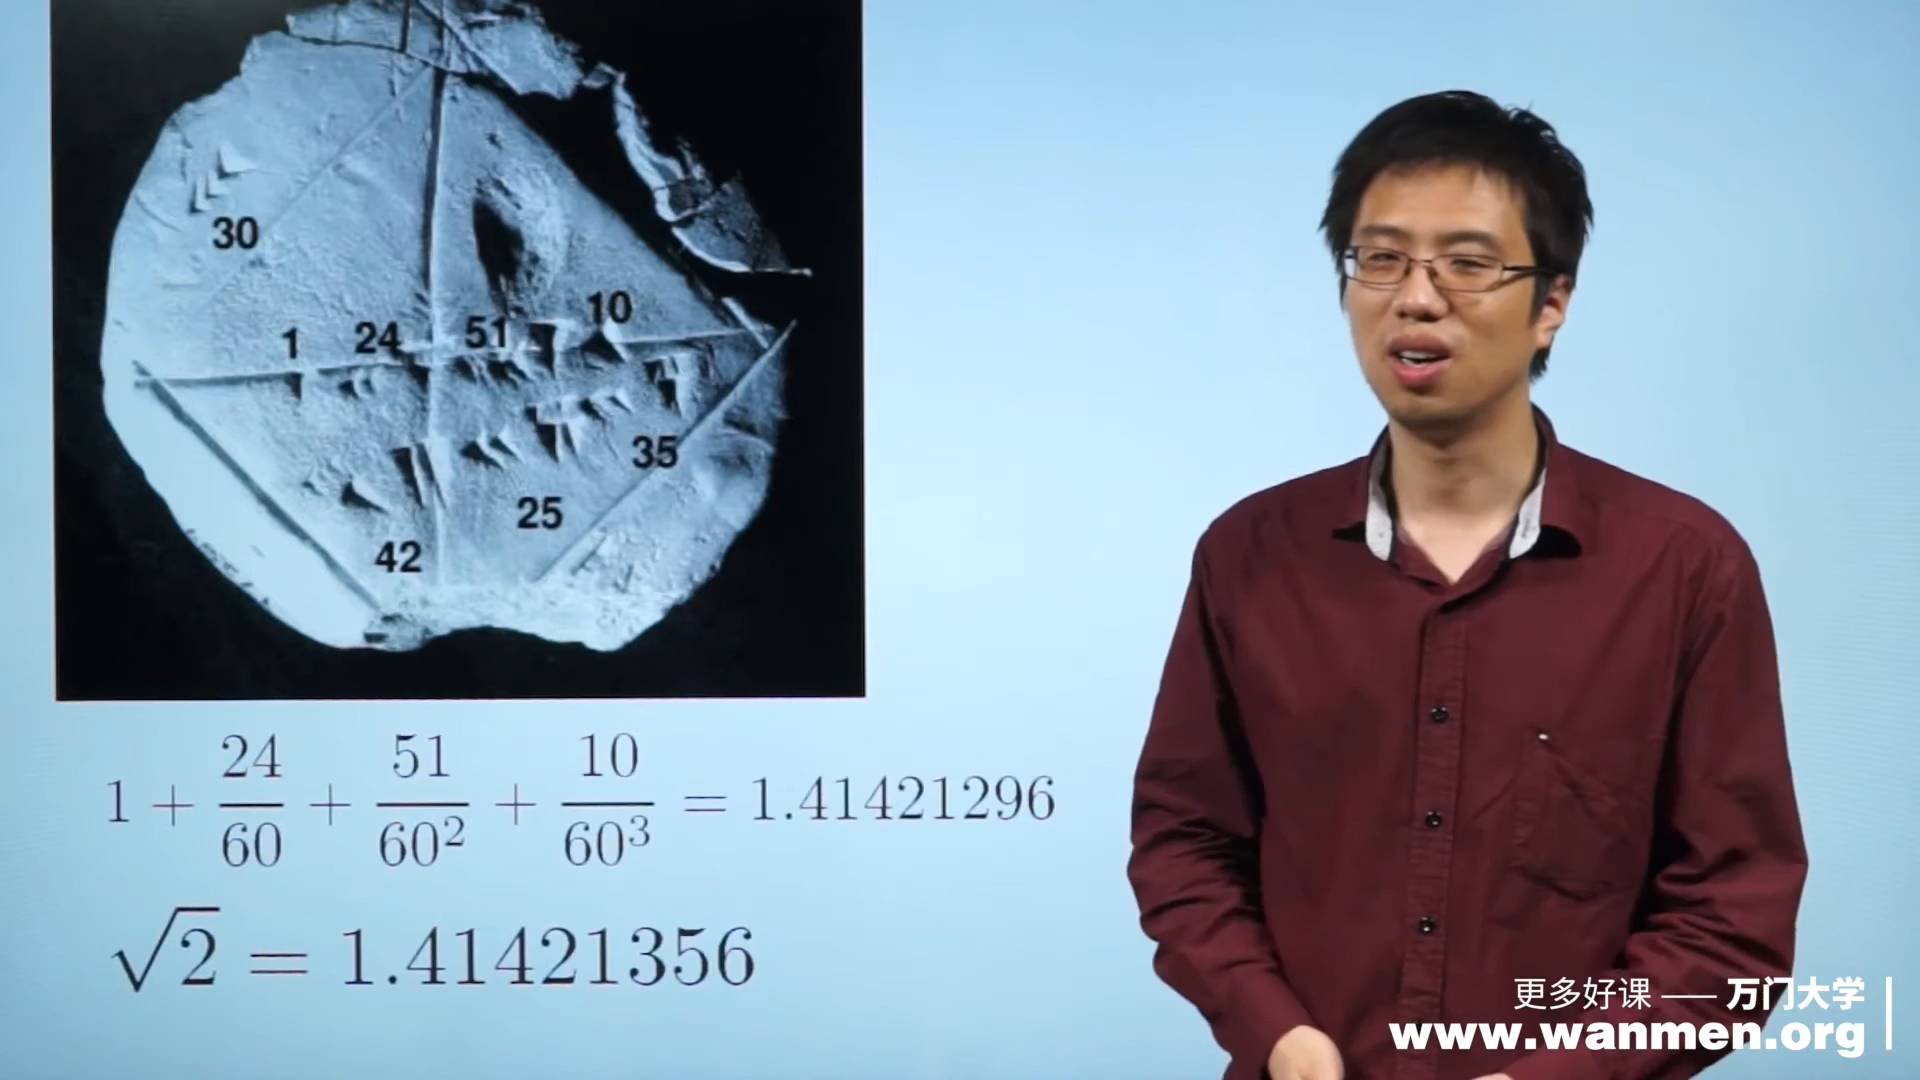 30
1 24 51 10
35
25
42
1 + 24/60 + 51/60² + 10/60³ = 1.41421296
√2 = 1.41421356
更多好课 —— 万门大学
www.wanmen.org